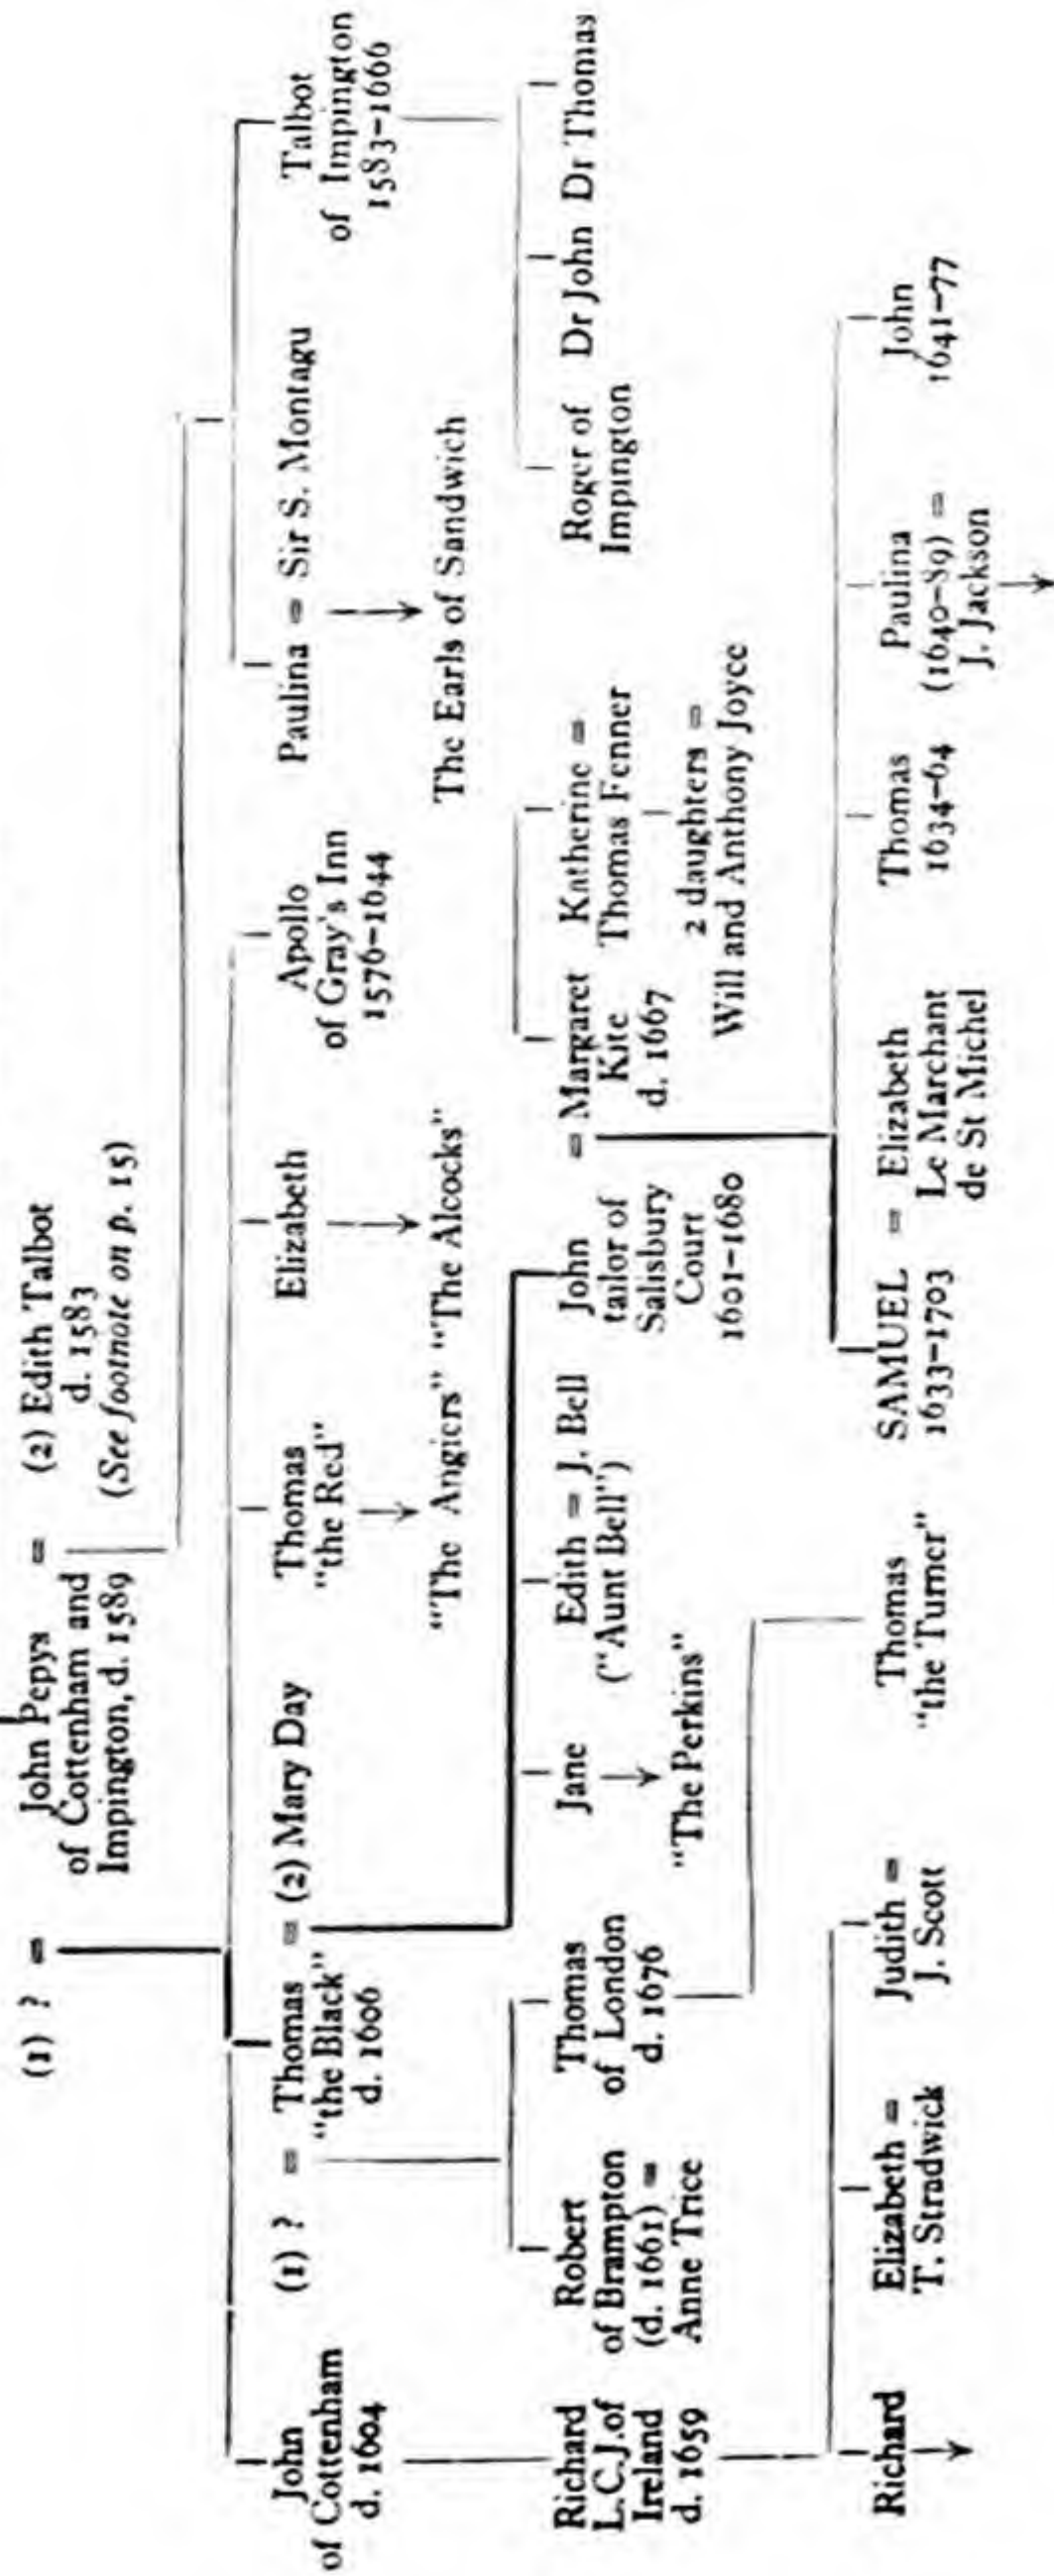 (1) ? =
John Pepys
of Cottenham and
Impington, d. 1589
=
(2) Edith Talbot
d. 1583
(See footnote on p. 15)
John
of Cottenham
d. 1604
(1) ? =
Thomas
"the Black"
d. 1606
= (2) Mary Day
Thomas
"the Red"
Elizabeth
Apollo
of Gray's Inn
1576-1644
Paulina = Sir S. Montagu
Talbot
of Impington
1583-1666
"The Angiers" "The Alcocks"
The Earls of Sandwich
Richard
L.C.J. of
Ireland
d. 1659
Robert
of Brampton
(d. 1661) =
Anne Trice
Thomas
of London
d. 1676
Jane
"The Perkins"
Edith = J. Bell
("Aunt Bell")
John
tailor of
Salisbury
Court
1601-1680
= Margaret
Kite
d. 1667
Katherine =
Thomas Fenner
2 daughters =
Will and Anthony Joyce
Roger of
Impington
Dr John
Dr Thomas
Richard
Elizabeth =
T. Stradwick
Judith =
J. Scott
Thomas
"the Turner"
SAMUEL
1633-1703
= Elizabeth
Le Marchant
de St Michel
Thomas
1634-64
Paulina
(1640-89) =
J. Jackson
John
1641-77